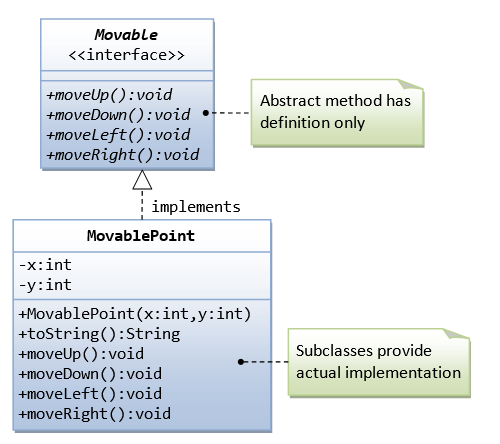 Movable
<<interface>>
+moveUp():void
+moveDown():void
+moveLeft():void
+moveRight():void
Abstract method has
definition only
implements
MovablePoint
-x:int
-y:int
+MovablePoint(x:int,y:int)
+toString():String
+moveUp():void
+moveDown():void
+moveLeft():void
+moveRight():void
Subclasses provide
actual implementation